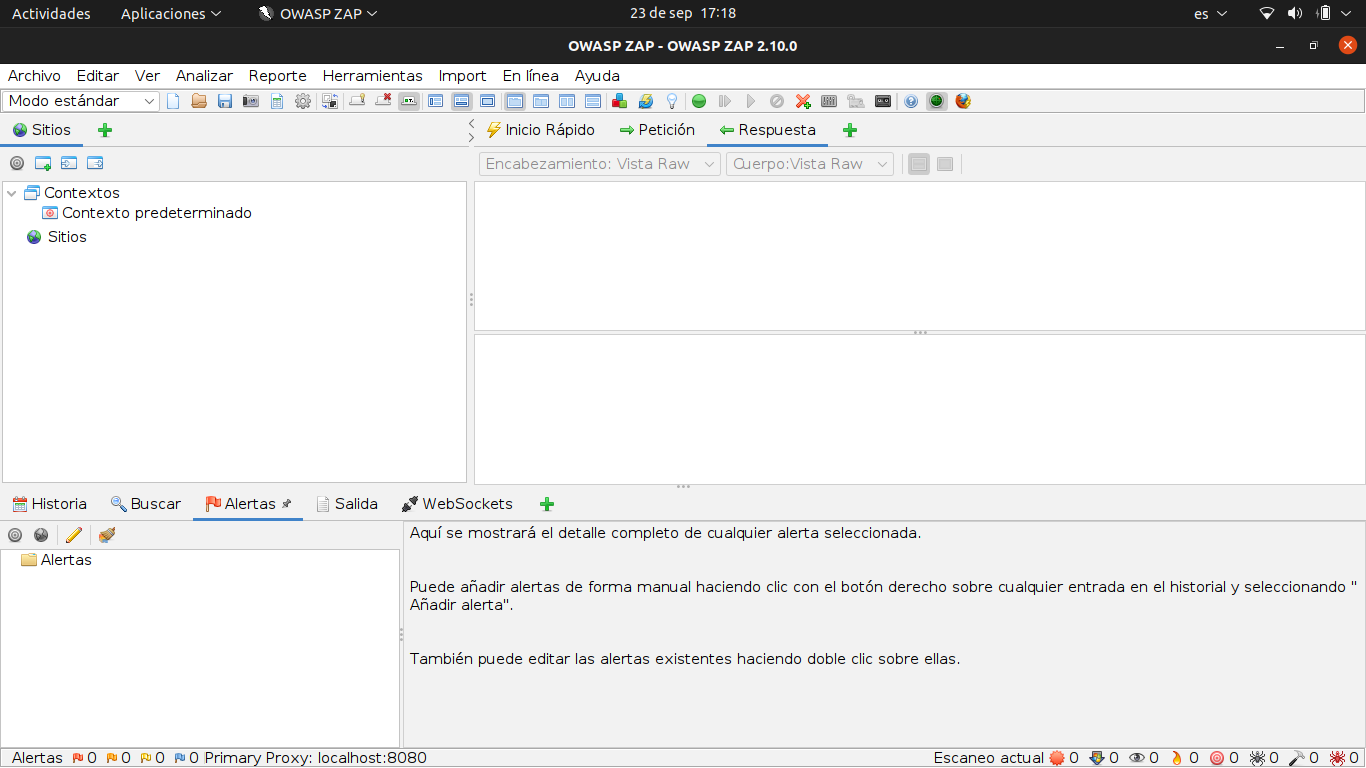 Actividades Aplicaciones OWASP ZAP 23 de sep 17:18 es
OWASP ZAP - OWASP ZAP 2.10.0
Archivo Editar Ver Analizar Reporte Herramientas Import En línea Ayuda
Modo estándar
Sitios Inicio Rápido Petición Respuesta
Encabezamiento: Vista Raw Cuerpo:Vista Raw
Contextos
Contexto predeterminado
Sitios
Historia Buscar Alertas Salida WebSockets
Alertas
Aquí se mostrará el detalle completo de cualquier alerta seleccionada.
Puede añadir alertas de forma manual haciendo clic con el botón derecho sobre cualquier entrada en el historial y seleccionando "
Añadir alerta".
También puede editar las alertas existentes haciendo doble clic sobre ellas.
Alertas 0 0 0 0 Primary Proxy: localhost:8080 Escaneo actual 0 0 0 0 0 0 0 0